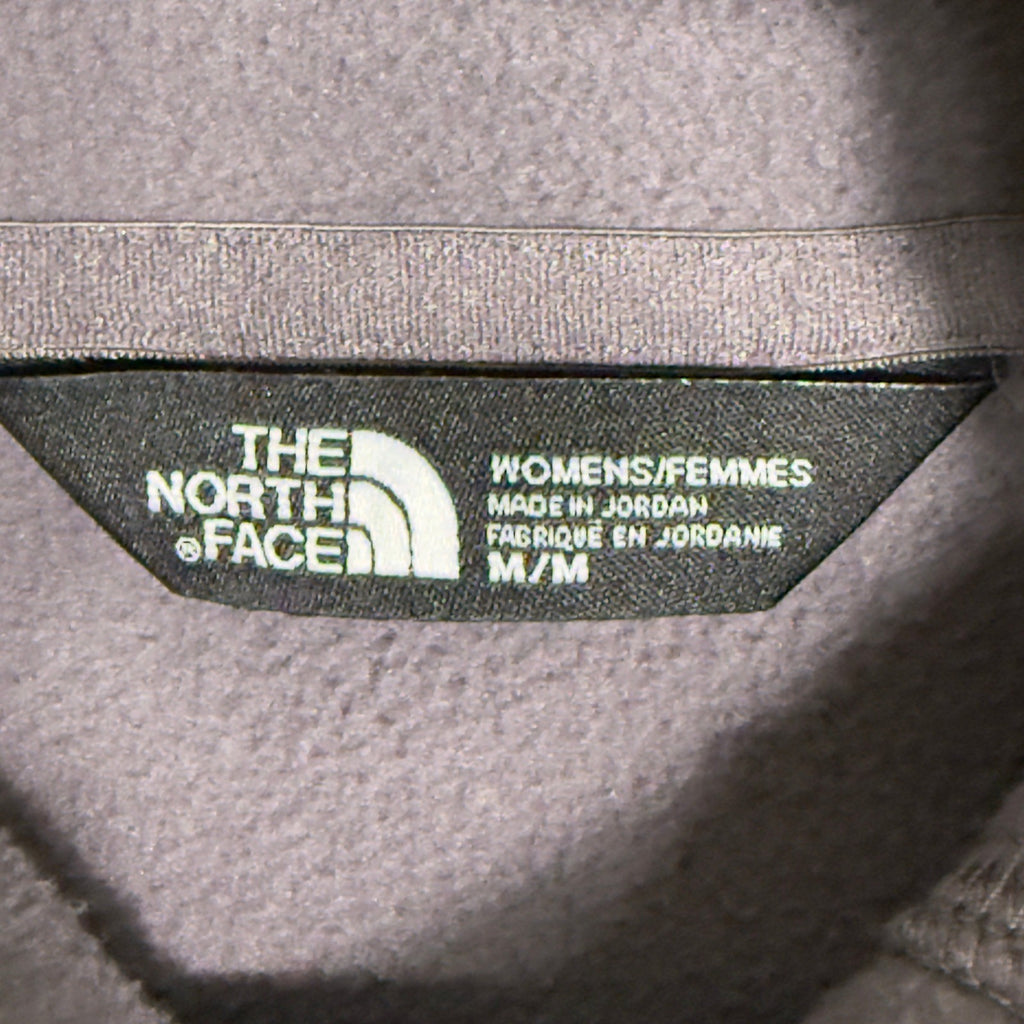 THE
NORTH
®FACE
WOMENS/FEMMES
MADE IN JORDAN
FABRIQUÉ EN JORDANIE
M/M